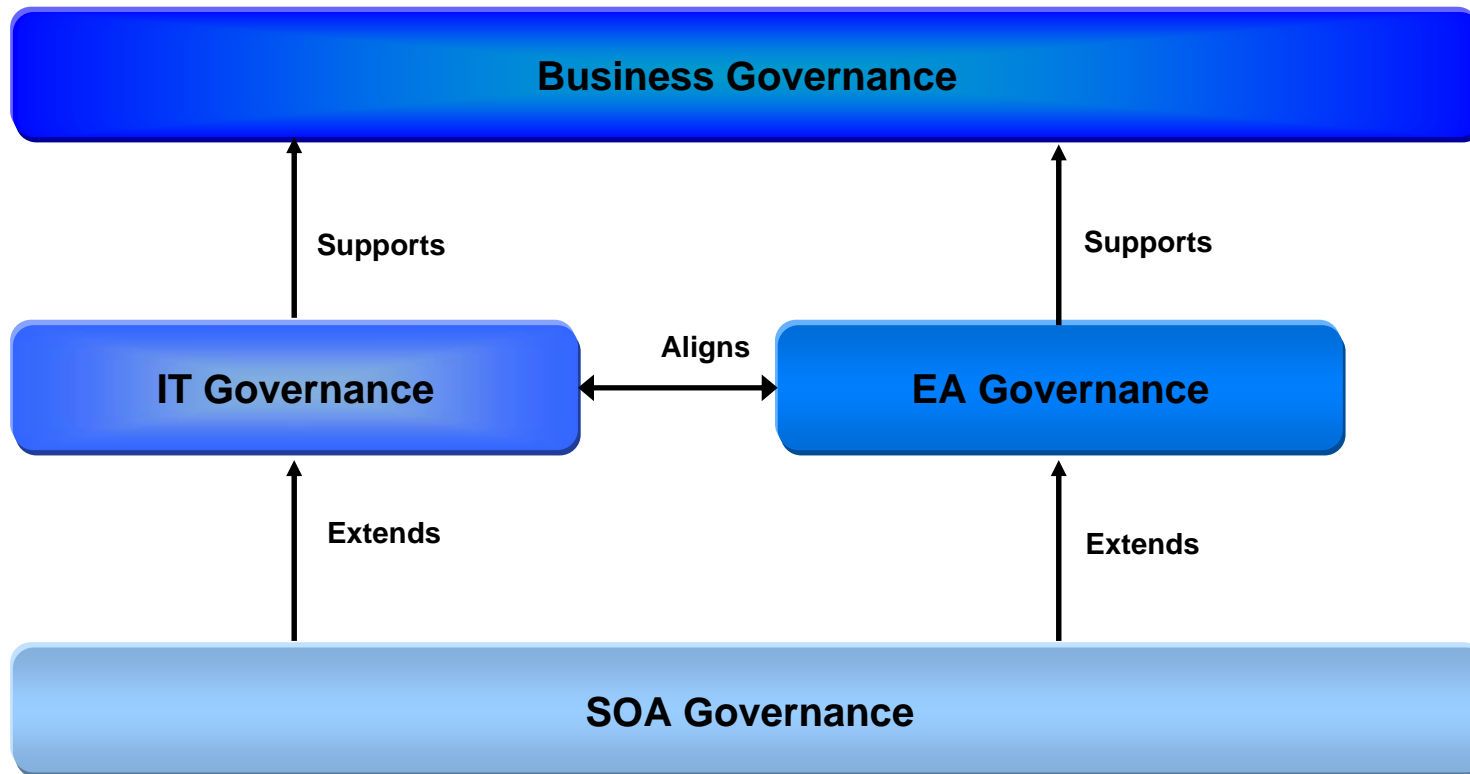 Business Governance
Supports
Supports
Aligns
IT Governance
EA Governance
Extends
Extends
SOA Governance